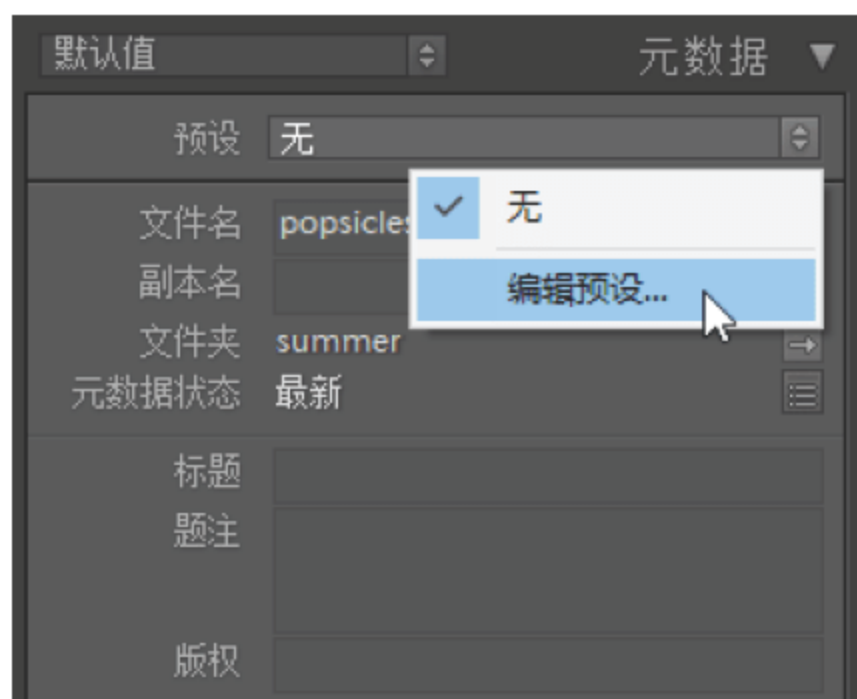 默认值 元数据
预设 无
无
文件名 popsicles
编辑预设...
副本名
文件夹 summer
元数据状态 最新
标题
题注
版权